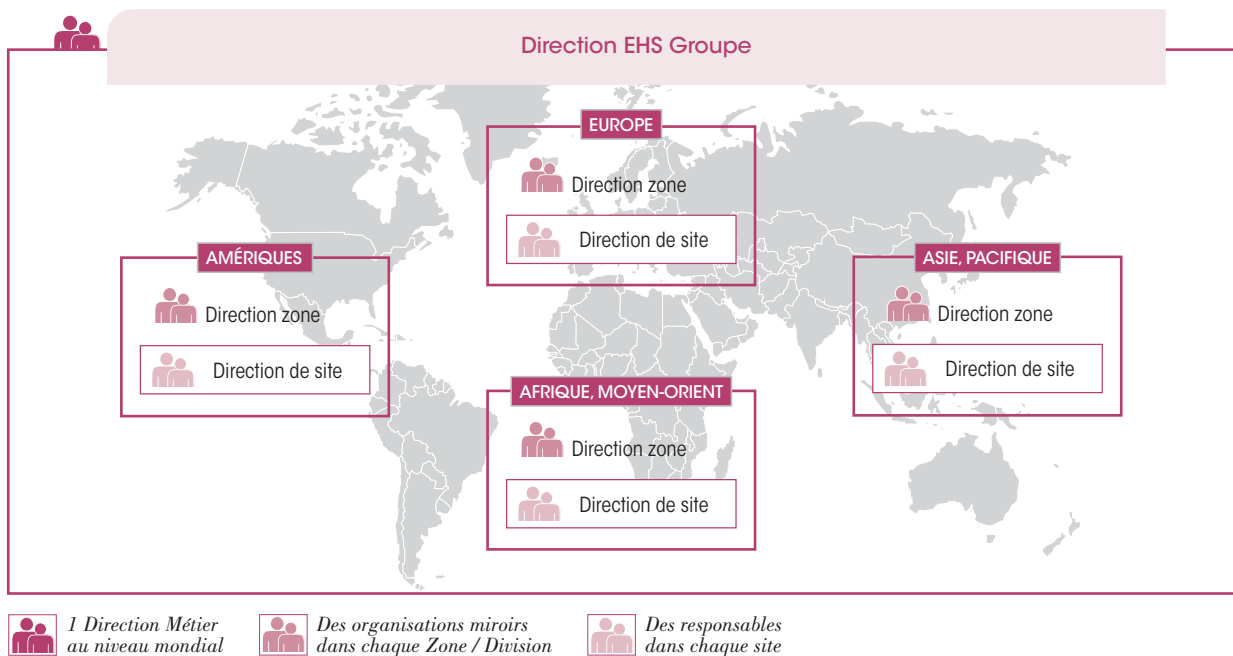 Direction EHS Groupe
EUROPE
Direction zone
Direction de site
AMÉRIQUES
Direction zone
Direction de site
ASIE, PACIFIQUE
Direction zone
Direction de site
AFRIQUE, MOYEN-ORIENT
Direction zone
Direction de site
1 Direction Métier
au niveau mondial
Des organisations miroirs
dans chaque Zone / Division
Des responsables
dans chaque site